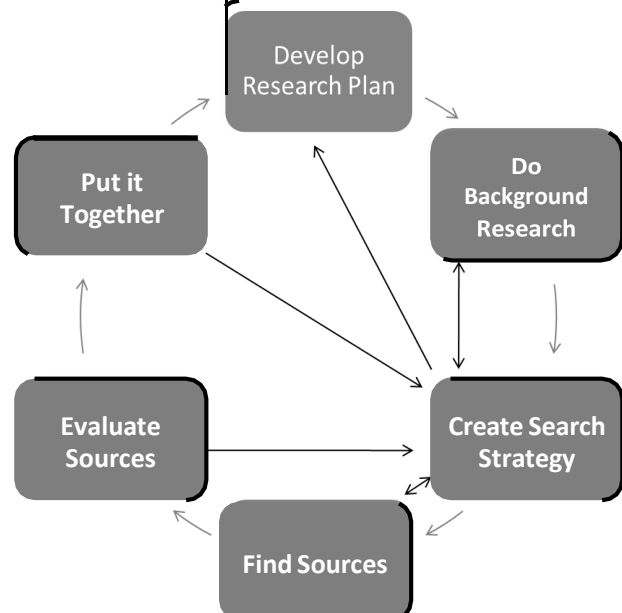 Develop
Research Plan
Do
Background
Research
Create Search
Strategy
Find Sources
Evaluate
Sources
Put it
Together